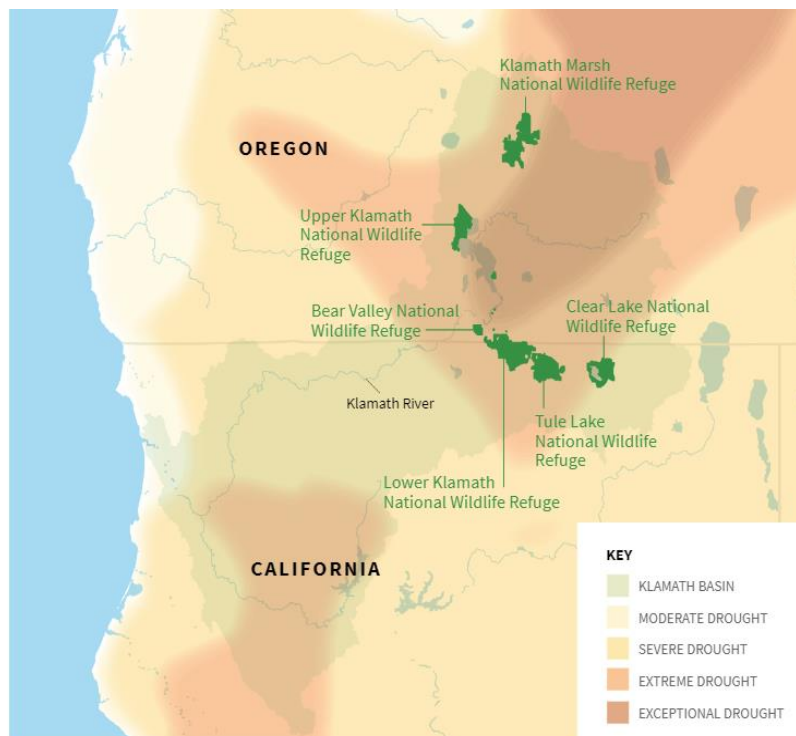 Klamath Marsh
National Wildlife Refuge
OREGON
Upper Klamath
National Wildlife
Refuge
Bear Valley National
Wildlife Refuge
Clear Lake National
Wildlife Refuge
Klamath River
Tule Lake
National Wildlife
Refuge
Lower Klamath
National Wildlife Refuge
CALIFORNIA
KEY
KLAMATH BASIN
MODERATE DROUGHT
SEVERE DROUGHT
EXTREME DROUGHT
EXCEPTIONAL DROUGHT